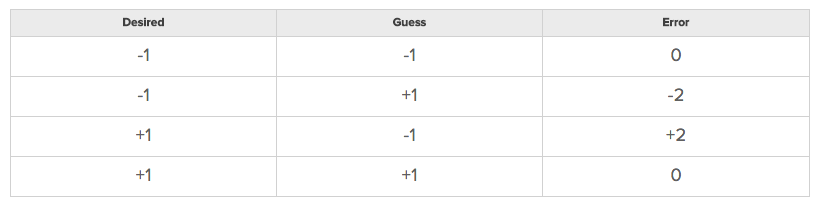 Desired Guess Error
-1 -1 0
-1 +1 -2
+1 -1 +2
+1 +1 0